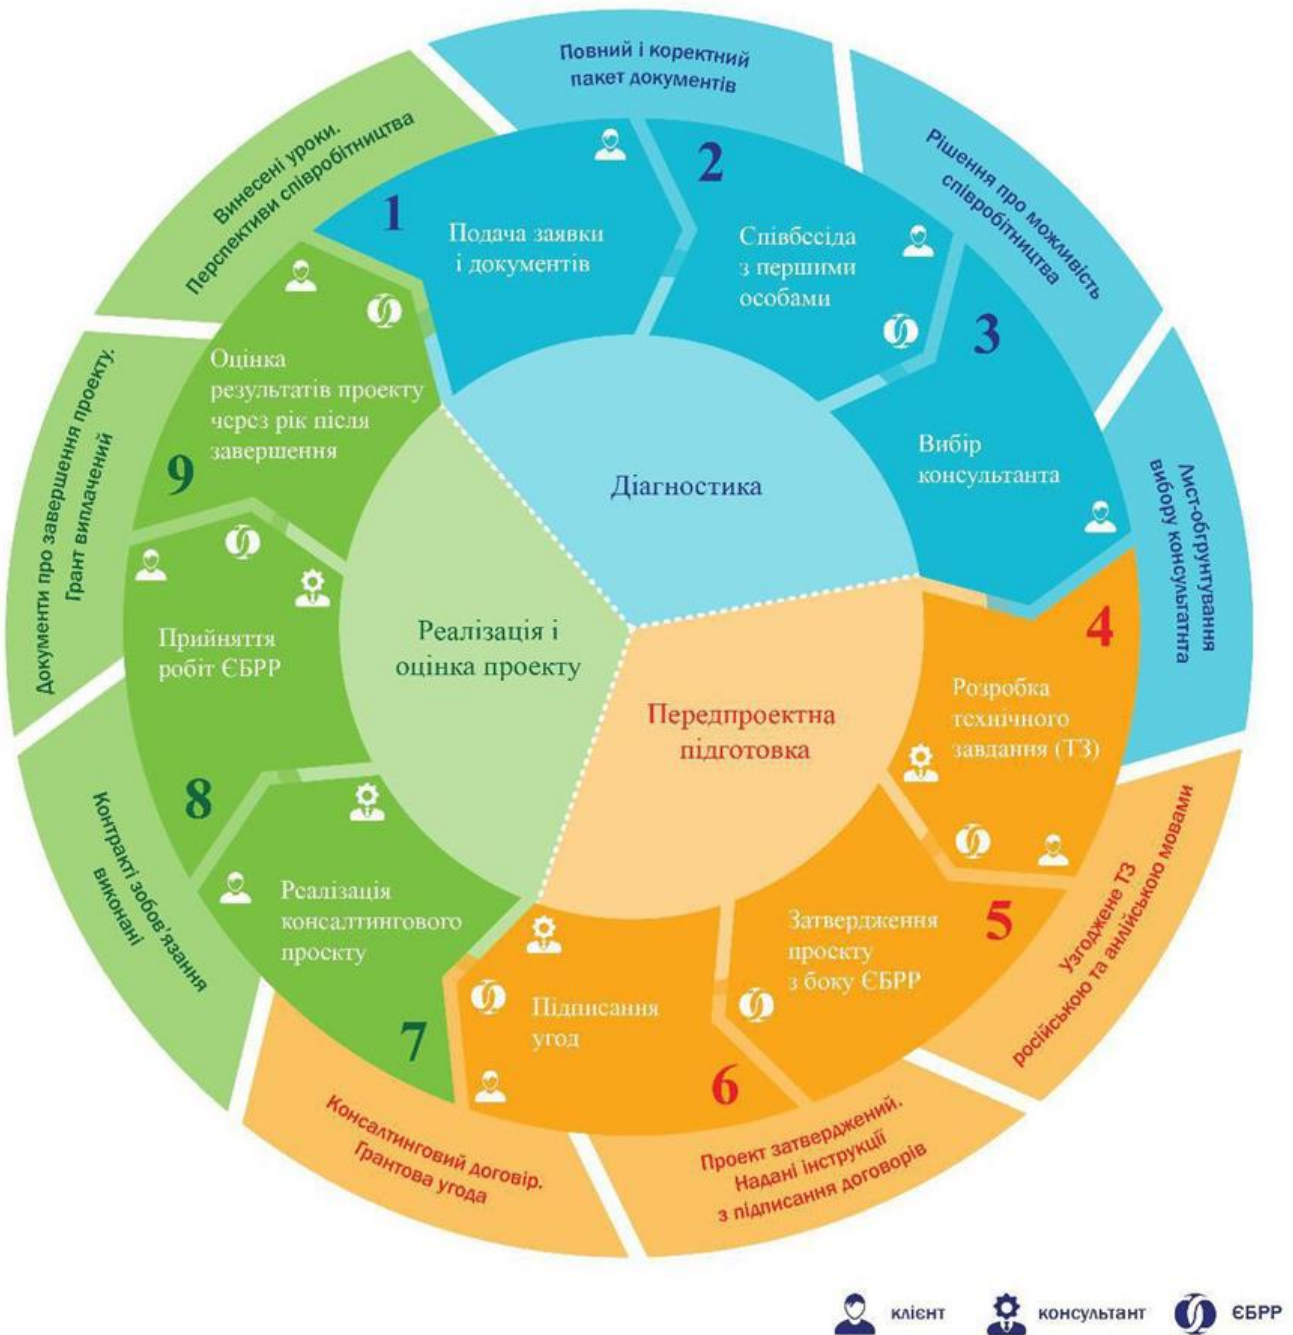 Повний і коректний
пакет документів
Рішення про можливість
співробітництва
Лист-обгрунтування
вибору консультатнта
Узгоджене ТЗ
російською та анлійською мовами
Проект затверджений.
Надані інструкції
з підписання договорів
Консалтинговий договір.
Грантова угода
Контракті зобов'язання
виконані
Документи про завершення проекту.
Грант виплачений
Винесені уроки.
Перспективи співробітництва
1
Подача заявки
і документів
2
Співбесіда
з першими
особами
3
Вибір
консультанта
4
Розробка
технічного
завдання (ТЗ)
5
Затвердження
проекту
з боку ЄБРР
6
Підписання
угод
7
Реалізація
консалтингового
проекту
8
Прийняття
робіт ЄБРР
9
Оцінка
результатів проекту
через рік після
завершення
Діагностика
Передпроектна
підготовка
Реалізація і
оцінка проекту
клієнт
консультант
ЄБРР